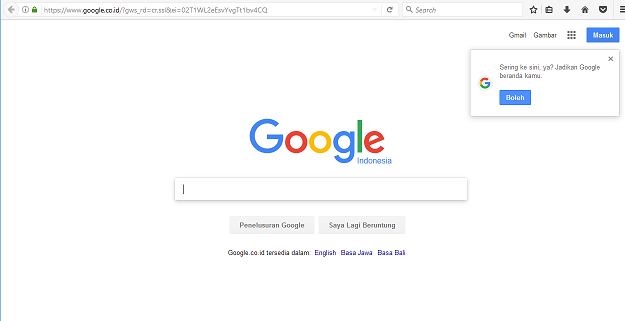 https://www.google.co.id/?gws_rd=cr,ssl&ei=02T1WL2eEsvYvgTt1bv4CQ
Search
Gmail Gambar Masuk
Sering ke sini, ya? Jadikan Google
beranda kamu.
Boleh
Google
Indonesia
Penelusuran Google Saya Lagi Beruntung
Google.co.id tersedia dalam: English Basa Jawa Basa Bali